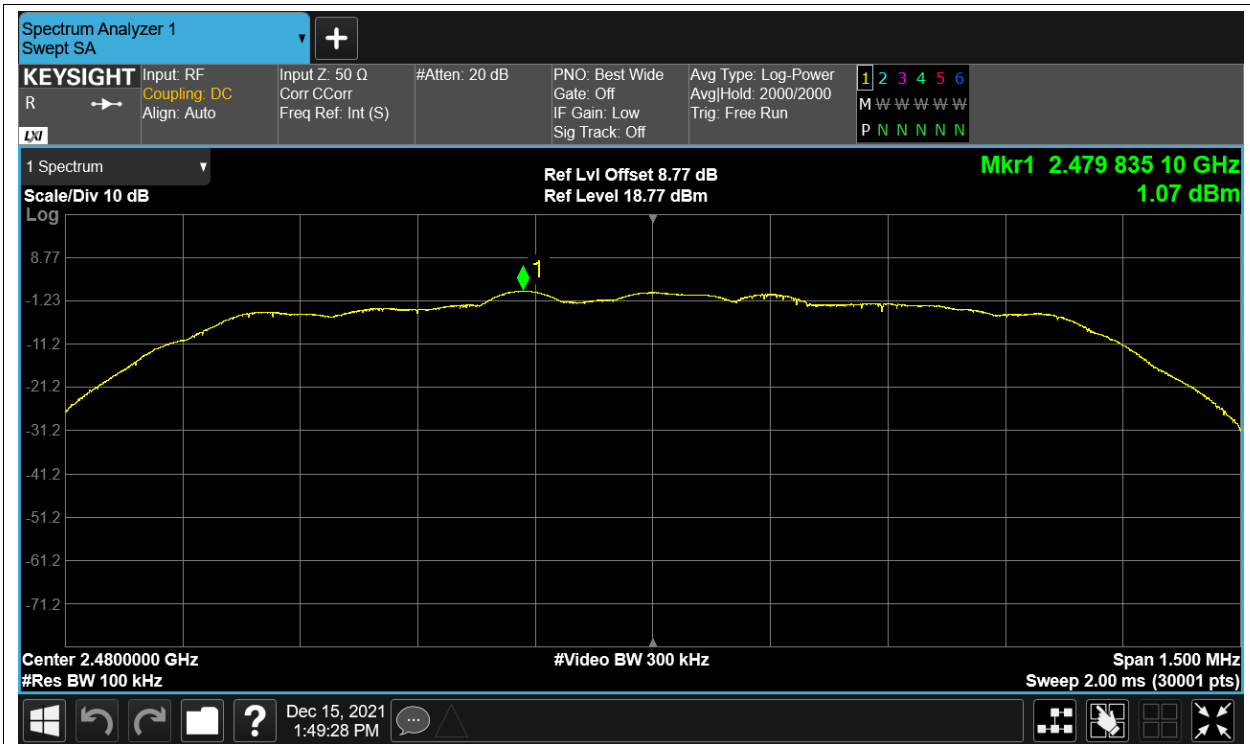 Spectrum Analyzer 1
Swept SA
KEYSIGHT
R
LXI
Input: RF
Coupling: DC
Align: Auto
Input Z: 50 Ω
Corr CCorr
Freq Ref: Int (S)
#Atten: 20 dB
PNO: Best Wide
Gate: Off
IF Gain: Low
Sig Track: Off
Avg Type: Log-Power
Avg|Hold: 2000/2000
Trig: Free Run
1 2 3 4 5 6
M W W W W W
P N N N N N
1 Spectrum
Scale/Div 10 dB
Log
Ref Lvl Offset 8.77 dB
Ref Level 18.77 dBm
Mkr1 2.479 835 10 GHz
1.07 dBm
8.77
1
-1.23
-11.2
-21.2
-31.2
-41.2
-51.2
-61.2
-71.2
Center 2.4800000 GHz
#Res BW 100 kHz
#Video BW 300 kHz
Span 1.500 MHz
Sweep 2.00 ms (30001 pts)
?
Dec 15, 2021
1:49:28 PM